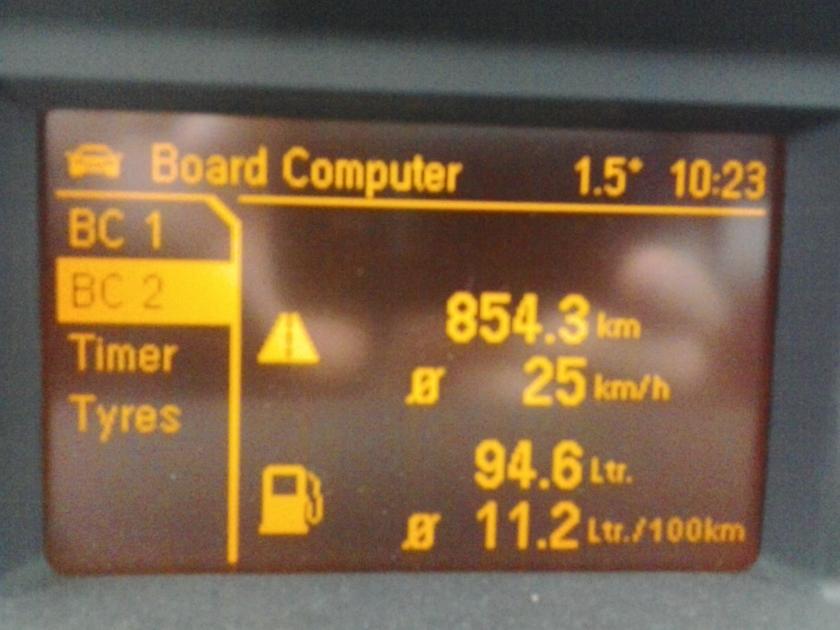 Board Computer 1.5° 10:23
BC 1
BC 2
Timer
Tyres
854.3 km
Ø 25 km/h
94.6 Ltr.
Ø 11.2 Ltr./100km